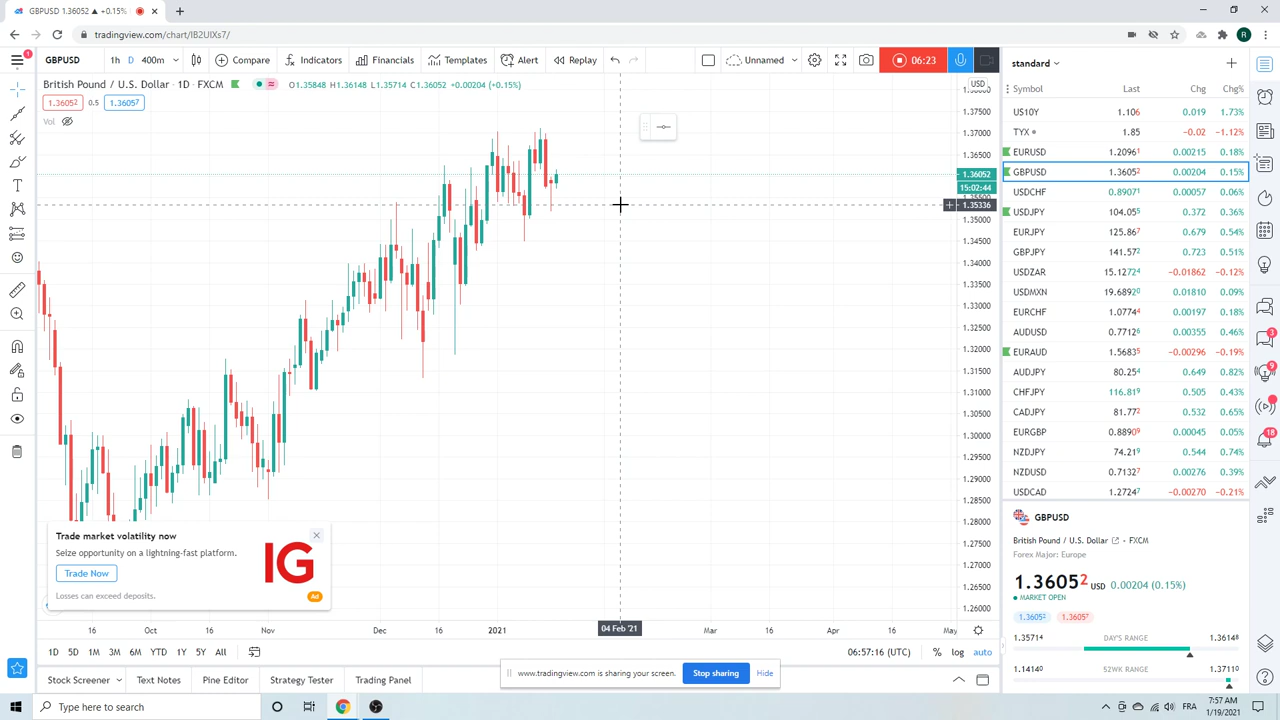 GBPUSD 1.36052 ▲ +0.15%
tradingview.com/chart/IB2UIXs7/
1
GBPUSD 1h D 400m Compare Indicators Financials Templates Alert Replay Unnamed 06:23
British Pound / U.S. Dollar · 1D · FXCM O1.35848 H1.36148 L1.35714 C1.36052 +0.00204 (+0.15%)
1.36052 0.5 1.36057
Vol
USD
1.37500
1.37000
1.36500
1.36052
15:02:44
1.35336
1.35000
1.34500
1.34000
1.33500
1.33000
1.32500
1.32000
1.31500
1.31000
1.30500
1.30000
1.29500
1.29000
1.28500
1.28000
1.27500
1.27000
1.26500
1.26000
Trade market volatility now
Seize opportunity on a lightning-fast platform.
Trade Now
Losses can exceed deposits.
IG
Ad
16 Oct 16 Nov Dec 16 2021 04 Feb '21 Mar 16 Apr May
1D 5D 1M 3M 6M YTD 1Y 5Y All 06:57:16 (UTC) % log auto
Stock Screener Text Notes Pine Editor Strategy Tester Trading Panel
www.tradingview.com is sharing your screen. Stop sharing Hide
standard
Symbol Last Chg Chg%
US10Y 1.106 0.019 1.73%
TYX 1.85 −0.02 −1.12%
EURUSD 1.20961 0.00215 0.18%
GBPUSD 1.36052 0.00204 0.15%
USDCHF 0.89071 0.00057 0.06%
USDJPY 104.055 0.372 0.36%
EURJPY 125.867 0.679 0.54%
GBPJPY 141.572 0.723 0.51%
USDZAR 15.12724 −0.01862 −0.12%
USDMXN 19.68920 0.01810 0.09%
EURCHF 1.07744 0.00197 0.18%
AUDUSD 0.77126 0.00355 0.46%
EURAUD 1.56835 −0.00296 −0.19%
AUDJPY 80.254 0.649 0.82%
CHFJPY 116.819 0.505 0.43%
CADJPY 81.772 0.532 0.65%
EURGBP 0.88909 0.00045 0.05%
NZDJPY 74.219 0.544 0.74%
NZDUSD 0.71327 0.00276 0.39%
USDCAD 1.27247 −0.00270 −0.21%
GBPUSD
British Pound / U.S. Dollar · FXCM
Forex Major: Europe
1.36052 USD 0.00204 (0.15%)
MARKET OPEN
1.36052 1.36057
1.35714 DAY'S RANGE 1.36148
1.14140 52WK RANGE 1.37110
3
9
18
R
Type here to search
FRA
7:57 AM
1/19/2021